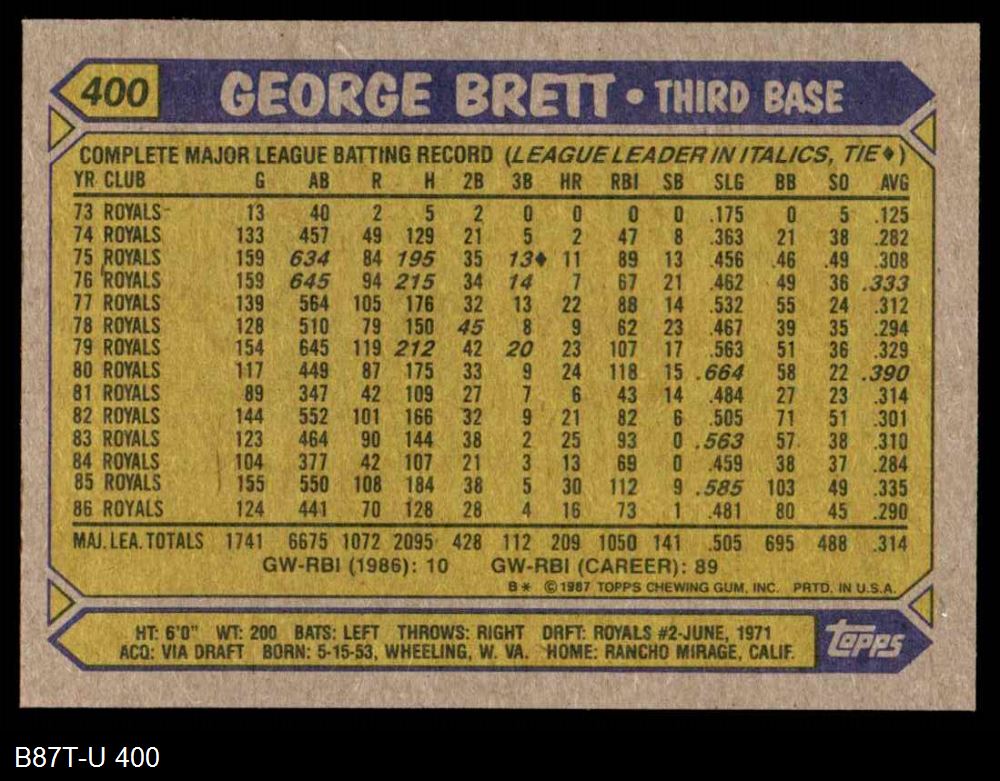 400 GEORGE BRETT • THIRD BASE
COMPLETE MAJOR LEAGUE BATTING RECORD (LEAGUE LEADER IN ITALICS, TIE♦)
YR CLUB G AB R H 2B 3B HR RBI SB SLG BB SO AVG
73 ROYALS 13 40 2 5 2 0 0 0 0 .175 0 5 .125
74 ROYALS 133 457 49 129 21 5 2 47 8 .363 21 38 .282
75 ROYALS 159 634 84 195 35 13♦ 11 89 13 .456 46 49 .308
76 ROYALS 159 645 94 215 34 14 7 67 21 .462 49 36 .333
77 ROYALS 139 564 105 176 32 13 22 88 14 .532 55 24 .312
78 ROYALS 128 510 79 150 45 8 9 62 23 .467 39 35 .294
79 ROYALS 154 645 119 212 42 20 23 107 17 .563 51 36 .329
80 ROYALS 117 449 87 175 33 9 24 118 15 .664 58 22 .390
81 ROYALS 89 347 42 109 27 7 6 43 14 .484 27 23 .314
82 ROYALS 144 552 101 166 32 9 21 82 6 .505 71 51 .301
83 ROYALS 123 464 90 144 38 2 25 93 0 .563 57 38 .310
84 ROYALS 104 377 42 107 21 3 13 69 0 .459 38 37 .284
85 ROYALS 155 550 108 184 38 5 30 112 9 .585 103 49 .335
86 ROYALS 124 441 70 128 28 4 16 73 1 .481 80 45 .290
MAJ. LEA. TOTALS 1741 6675 1072 2095 428 112 209 1050 141 .505 695 488 .314
GW-RBI (1986): 10 GW-RBI (CAREER): 89
B* ©1987 TOPPS CHEWING GUM, INC. PRTD. IN U.S.A.
HT: 6'0" WT: 200 BATS: LEFT THROWS: RIGHT DRFT: ROYALS #2-JUNE, 1971
ACQ: VIA DRAFT BORN: 5-15-53, WHEELING, W. VA. HOME: RANCHO MIRAGE, CALIF.
topps
B87T-U 400